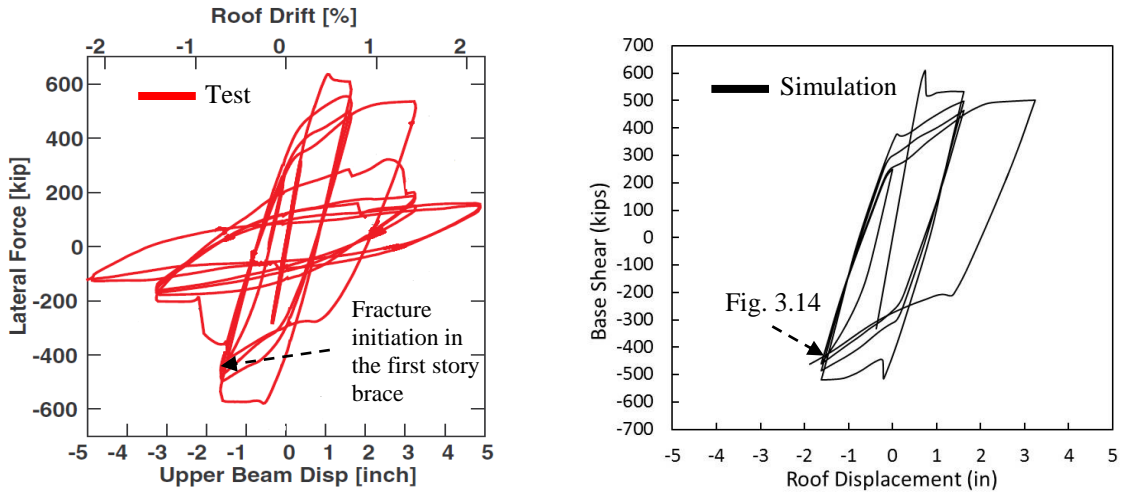 Roof Drift [%]
-2 -1 0 1 2
600
400
200
0
-200
-400
-600
Lateral Force [kip]
Test
Fracture
initiation in
the first story
brace
-5 -4 -3 -2 -1 0 1 2 3 4 5
Upper Beam Disp [inch]
700
600
500
400
300
200
100
0
-100
-200
-300
-400
-500
-600
-700
Base Shear (kips)
Simulation
Fig. 3.14
-5 -4 -3 -2 -1 0 1 2 3 4 5
Roof Displacement (in)